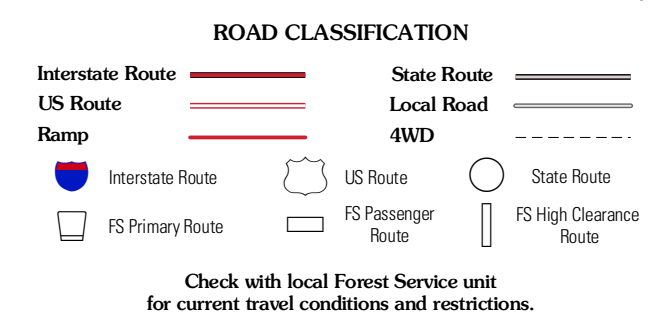 ROAD CLASSIFICATION
Interstate Route
State Route
US Route
Local Road
Ramp
4WD
Interstate Route
US Route
State Route
FS Primary Route
FS Passenger
Route
FS High Clearance
Route
Check with local Forest Service unit
for current travel conditions and restrictions.